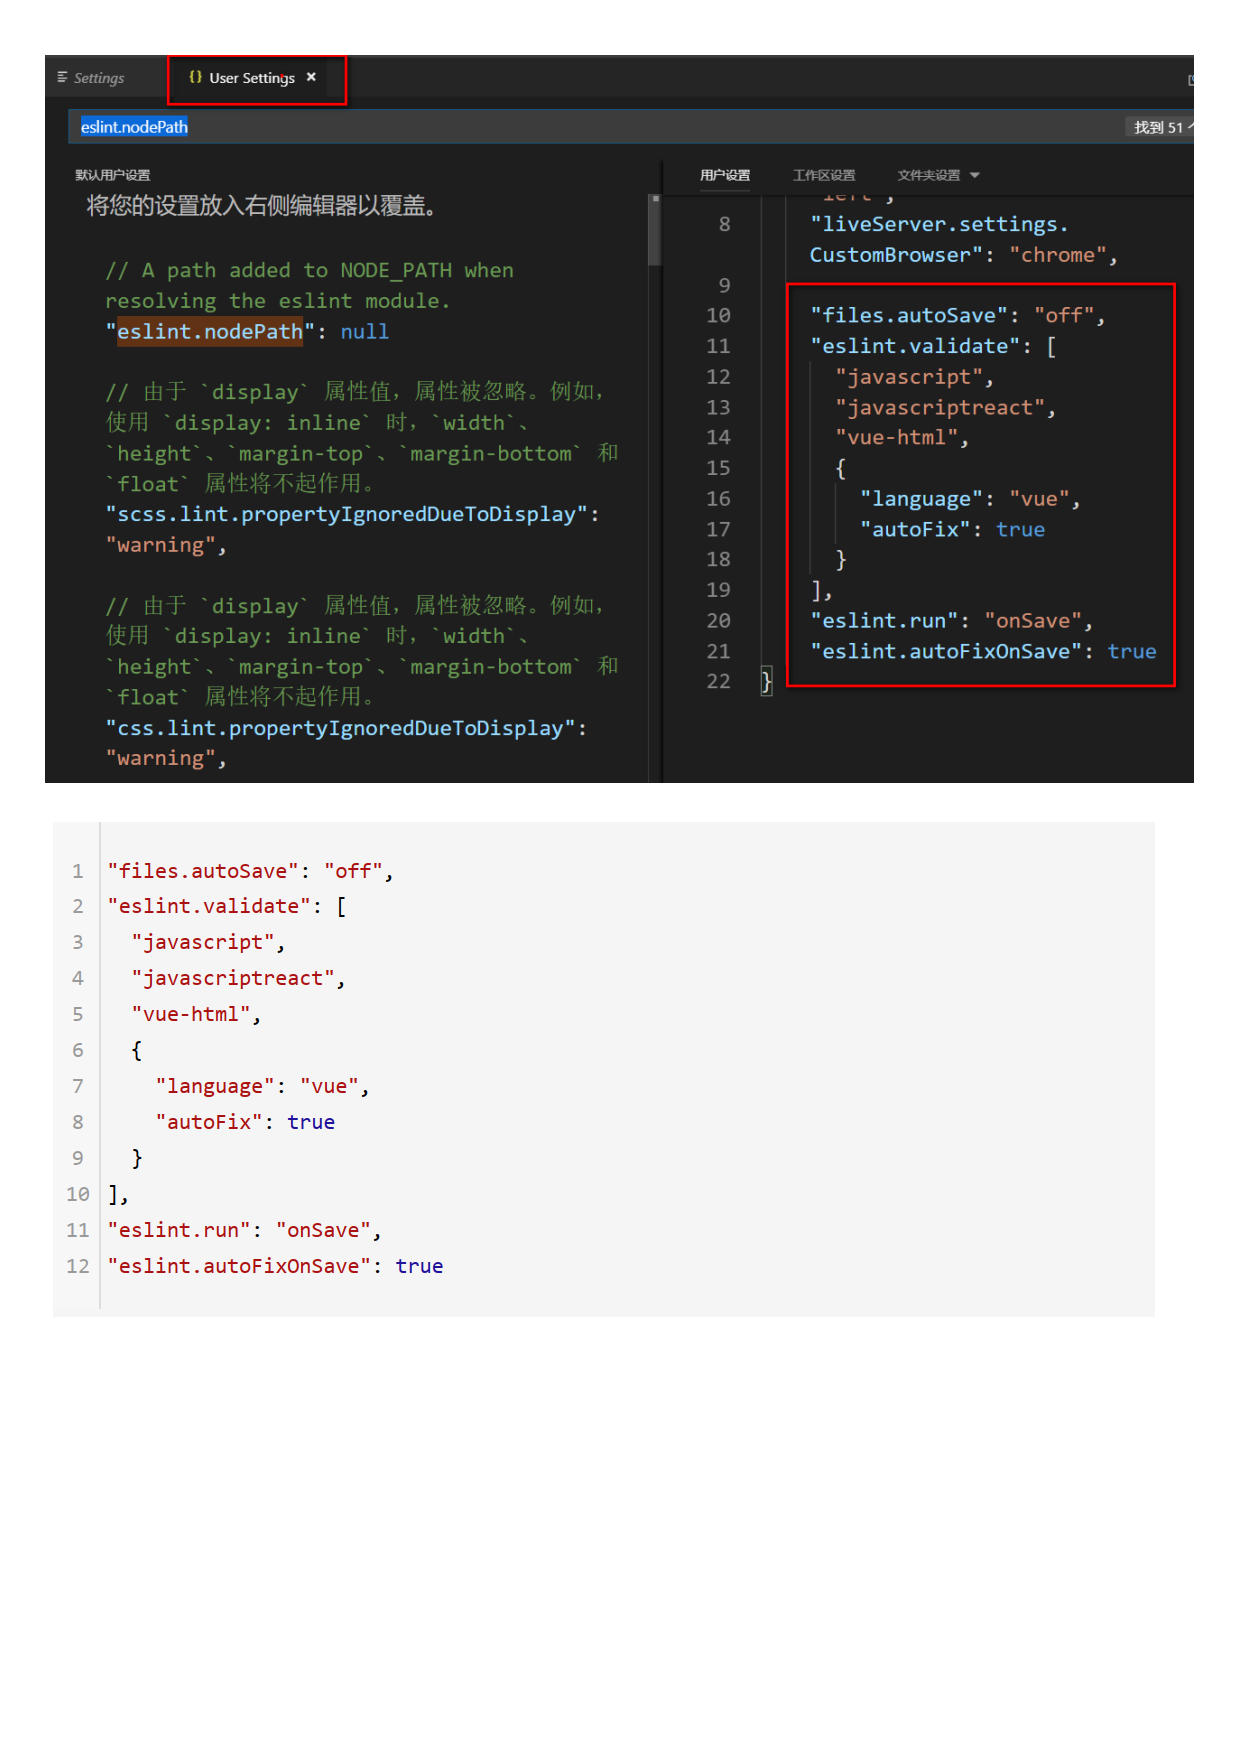 Settings
{} User Settings ×
eslint.nodePath
找到 51 个
默认用户设置
将您的设置放入右侧编辑器以覆盖。
// A path added to NODE_PATH when
resolving the eslint module.
"eslint.nodePath": null
// 由于 `display` 属性值，属性被忽略。例如，
使用 `display: inline` 时，`width`、
`height`、`margin-top`、`margin-bottom` 和
`float` 属性将不起作用。
"scss.lint.propertyIgnoredDueToDisplay":
"warning",
// 由于 `display` 属性值，属性被忽略。例如，
使用 `display: inline` 时，`width`、
`height`、`margin-top`、`margin-bottom` 和
`float` 属性将不起作用。
"css.lint.propertyIgnoredDueToDisplay":
"warning",
用户设置 工作区设置 文件夹设置
"left",
8 "liveServer.settings.
CustomBrowser": "chrome",
9
10 "files.autoSave": "off",
11 "eslint.validate": [
12 "javascript",
13 "javascriptreact",
14 "vue-html",
15 {
16 "language": "vue",
17 "autoFix": true
18 }
19 ],
20 "eslint.run": "onSave",
21 "eslint.autoFixOnSave": true
22 }
1 "files.autoSave": "off",
2 "eslint.validate": [
3 "javascript",
4 "javascriptreact",
5 "vue-html",
6 {
7 "language": "vue",
8 "autoFix": true
9 }
10 ],
11 "eslint.run": "onSave",
12 "eslint.autoFixOnSave": true